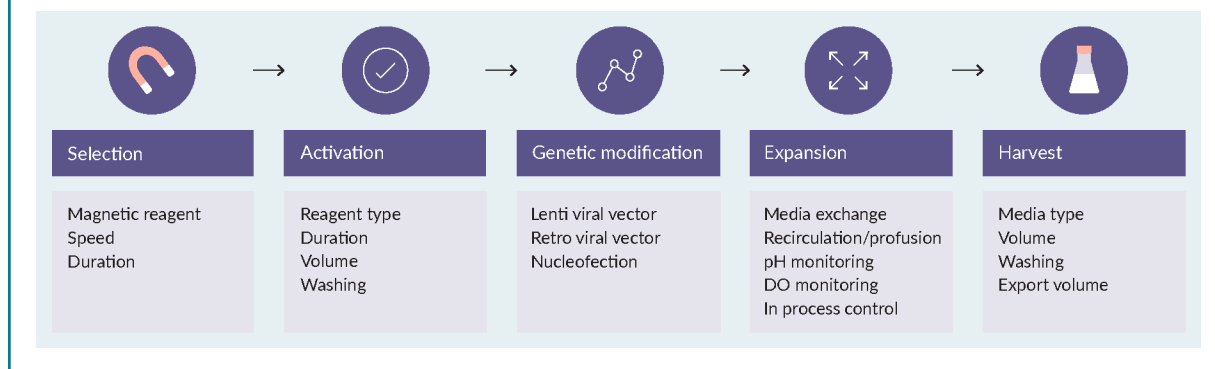 Selection
Magnetic reagent
Speed
Duration
Activation
Reagent type
Duration
Volume
Washing
Genetic modification
Lenti viral vector
Retro viral vector
Nucleofection
Expansion
Media exchange
Recirculation/profusion
pH monitoring
DO monitoring
In process control
Harvest
Media type
Volume
Washing
Export volume